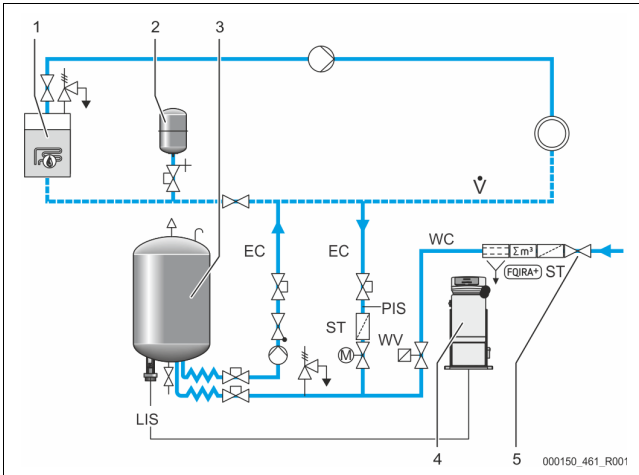 1
2
3
V̇
EC
EC
WC
Σm³
FQIRA+
ST
PIS
ST
WV
M
LIS
4
5
000150_461_R001